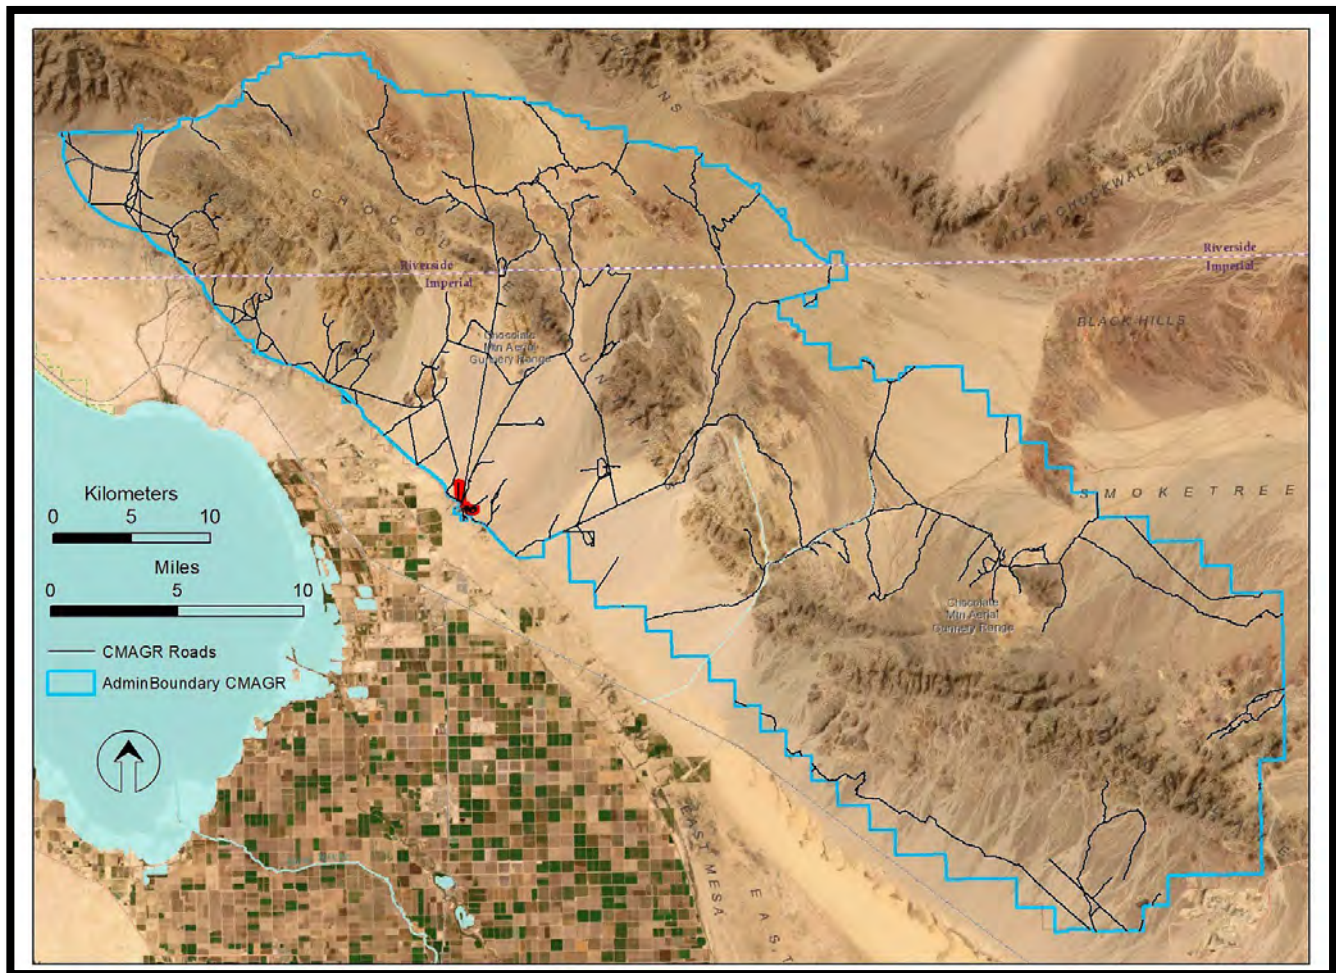 C H O C O L
A
T
E
M
O
U N
T
A
I
N
S
Riverside
Imperial
Riverside
Imperial
CHUCKWALLA
BLACK HILLS
Chocolate
Mtn Aerial
Gunnery Range
S M O K E T R E E
Kilometers
0 5 10
Miles
0 5 10
CMAGR Roads
AdminBoundary CMAGR
Chocolate
Mtn Aerial
Gunnery Range
EAST MESA
E A S T